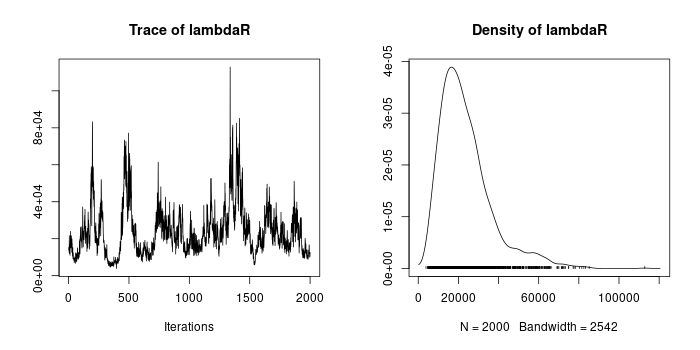 Trace of lambdaR
8e+04
4e+04
0e+00
0 500 1000 1500 2000
Iterations
Density of lambdaR
4e-05
3e-05
2e-05
1e-05
0e+00
0 20000 60000 100000
N = 2000 Bandwidth = 2542